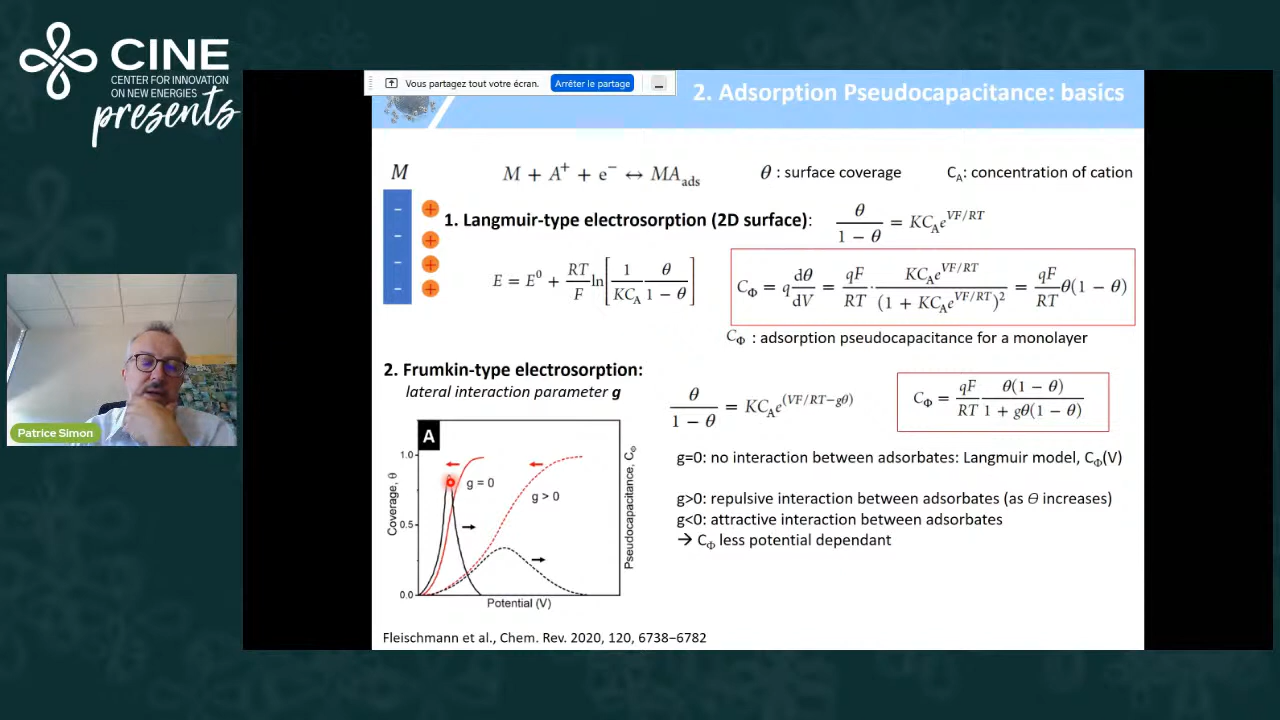 CINE
CENTER FOR INNOVATION
ON NEW ENERGIES
presents
Vous partagez tout votre écran. Arrêter le partage
2. Adsorption Pseudocapacitance: basics
M
M + A⁺ + e⁻ ↔ MA_ads
θ : surface coverage
C_A: concentration of cation
1. Langmuir-type electrosorption (2D surface):
θ/(1 − θ) = KC_A e^(VF/RT)
E = E⁰ + (RT/F) ln[(1/KC_A) (θ/(1 − θ))]
C_Φ = q dθ/dV = (qF/RT) · KC_A e^(VF/RT)/(1 + KC_A e^(VF/RT))² = (qF/RT) θ(1 − θ)
C_Φ : adsorption pseudocapacitance for a monolayer
2. Frumkin-type electrosorption:
lateral interaction parameter g
θ/(1 − θ) = KC_A e^(VF/RT−gθ)
C_Φ = (qF/RT) θ(1 − θ)/(1 + gθ(1 − θ))
A
1.0
0.5
0.0
Coverage, θ
g = 0
g > 0
Pseudocapacitance, C_Φ
Potential (V)
g=0: no interaction between adsorbates: Langmuir model, C_Φ(V)
g>0: repulsive interaction between adsorbates (as Θ increases)
g<0: attractive interaction between adsorbates
→ C_Φ less potential dependant
Fleischmann et al., Chem. Rev. 2020, 120, 6738−6782
Patrice Simon